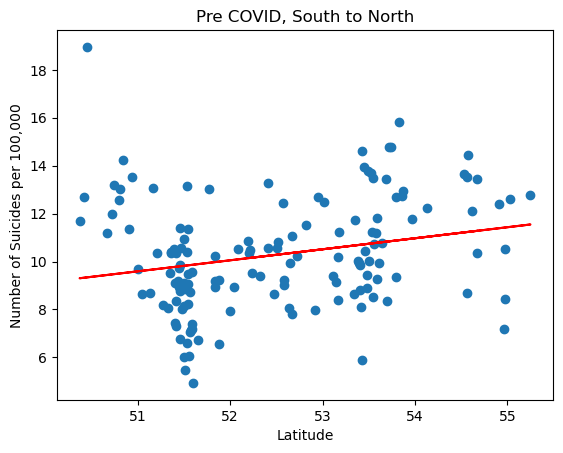 Pre COVID, South to North
Number of Suicides per 100,000
18
16
14
12
10
8
6
51 52 53 54 55
Latitude